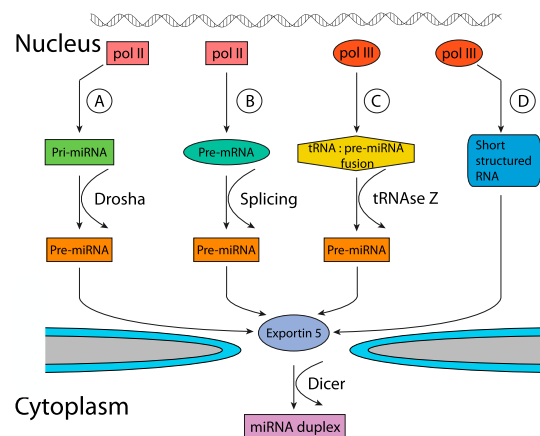 Nucleus
pol II
pol II
pol III
pol III
A
B
C
D
Pri-miRNA
Pre-mRNA
tRNA : pre-miRNA
fusion
Short
structured
RNA
Drosha
Splicing
tRNAse Z
Pre-miRNA
Pre-miRNA
Pre-miRNA
Exportin 5
Dicer
Cytoplasm
miRNA duplex